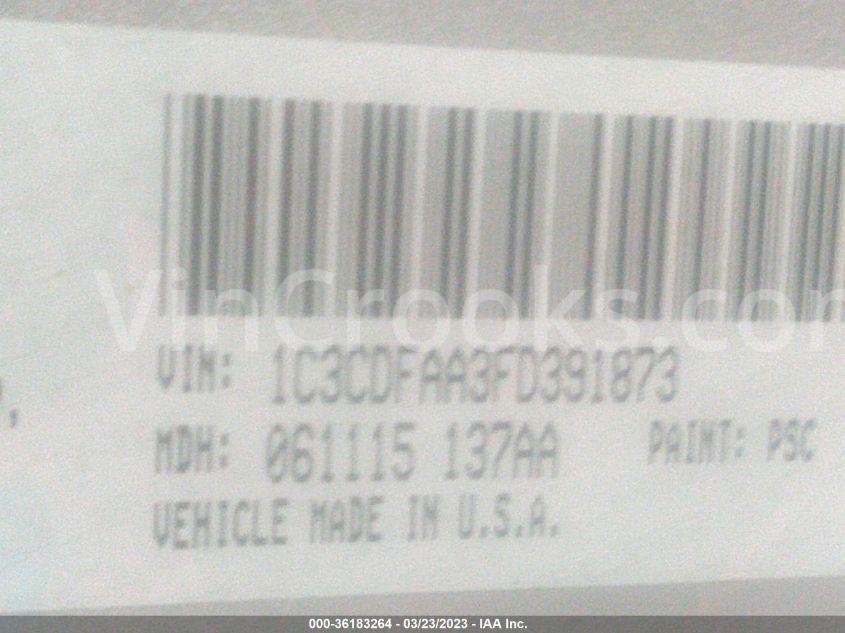 VinCrooks.com
VIN: 1C3CDFAA3FD391873
MDH: 061115 137AA PAINT: PSC
VEHICLE MADE IN U.S.A.
000-36183264 - 03/23/2023 - IAA Inc.